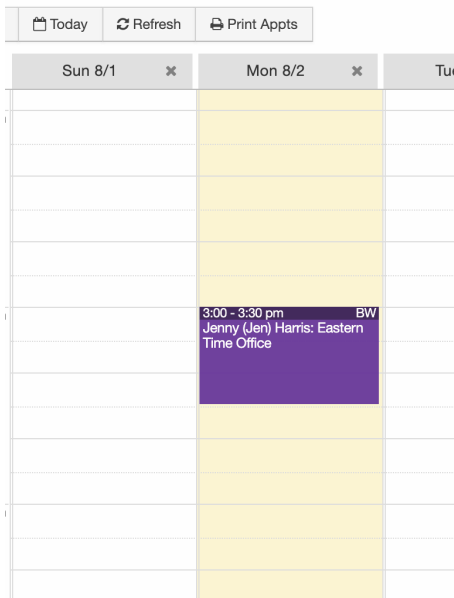 Today Refresh Print Appts
Sun 8/1 Mon 8/2
3:00 - 3:30 pm BW
Jenny (Jen) Harris: Eastern
Time Office